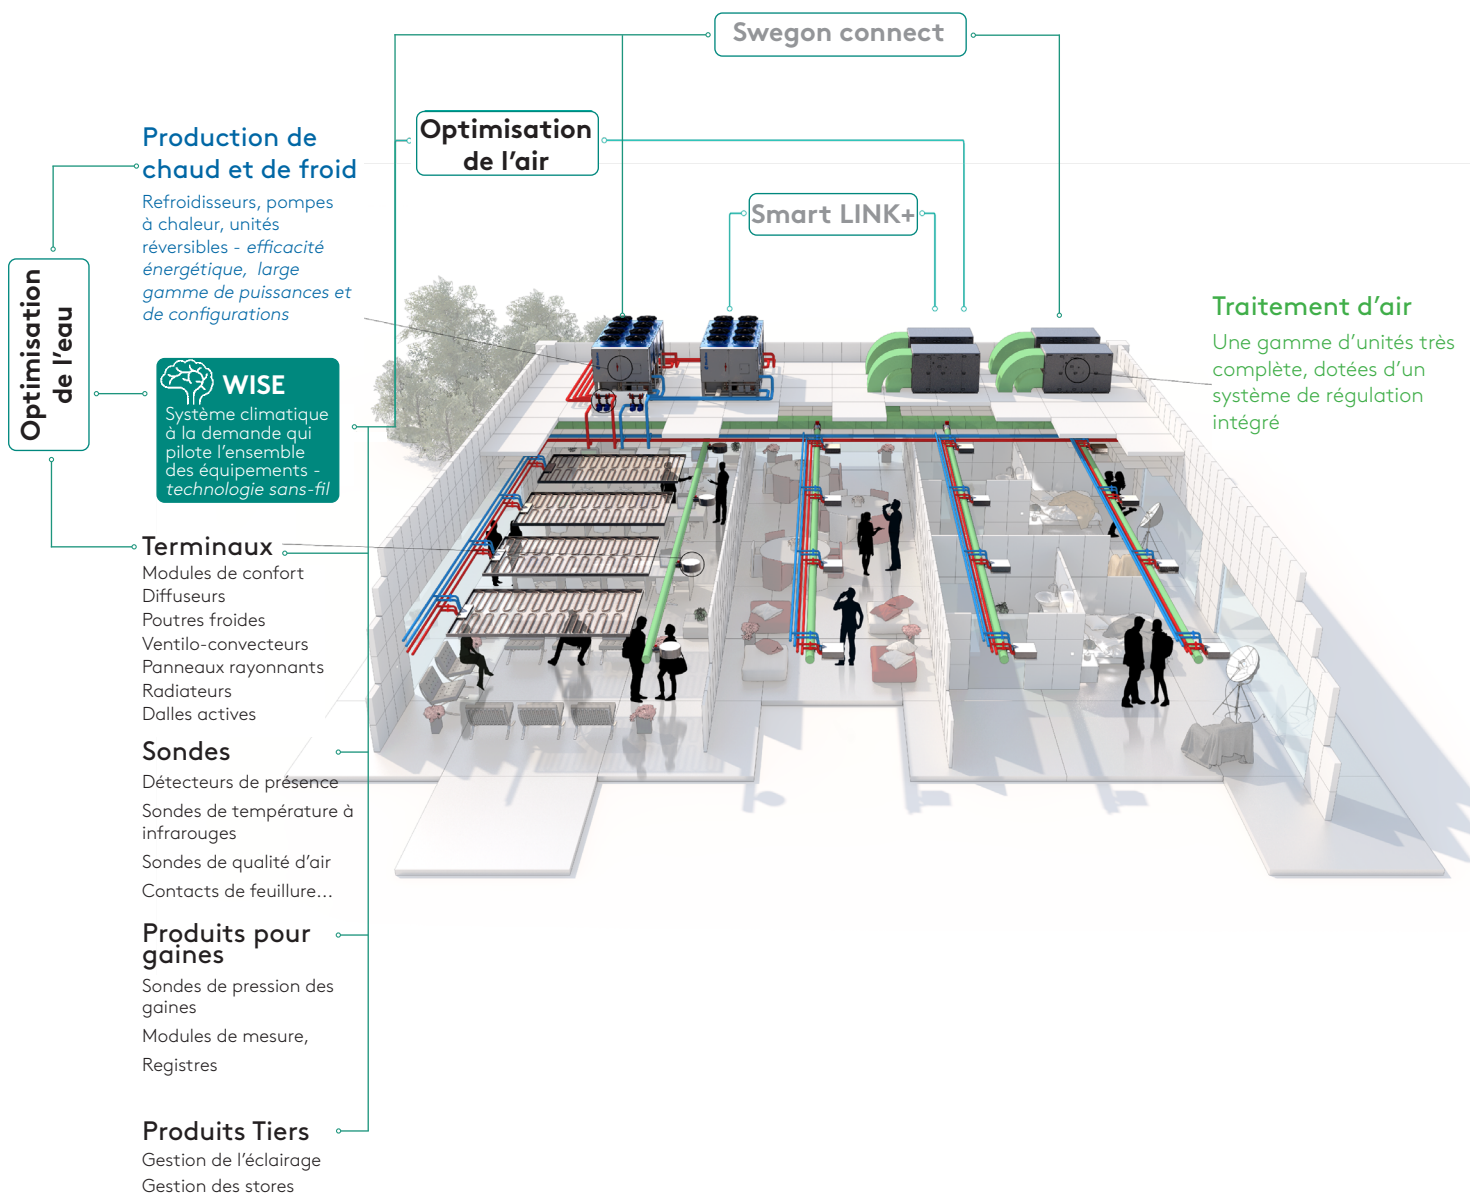 Swegon connect
Optimisation
de l'air
Smart LINK+
Production de
chaud et de froid
Refroidisseurs, pompes
à chaleur, unités
réversibles - efficacité
énergétique, large
gamme de puissances et
de configurations
Optimisation
de l'eau
WISE
Système climatique
à la demande qui
pilote l'ensemble
des équipements -
technologie sans-fil
Traitement d'air
Une gamme d'unités très
complète, dotées d'un
système de régulation
intégré
Terminaux
Modules de confort
Diffuseurs
Poutres froides
Ventilo-convecteurs
Panneaux rayonnants
Radiateurs
Dalles actives
Sondes
Détecteurs de présence
Sondes de température à
infrarouges
Sondes de qualité d'air
Contacts de feuillure...
Produits pour
gaines
Sondes de pression des
gaines
Modules de mesure,
Registres
Produits Tiers
Gestion de l'éclairage
Gestion des stores